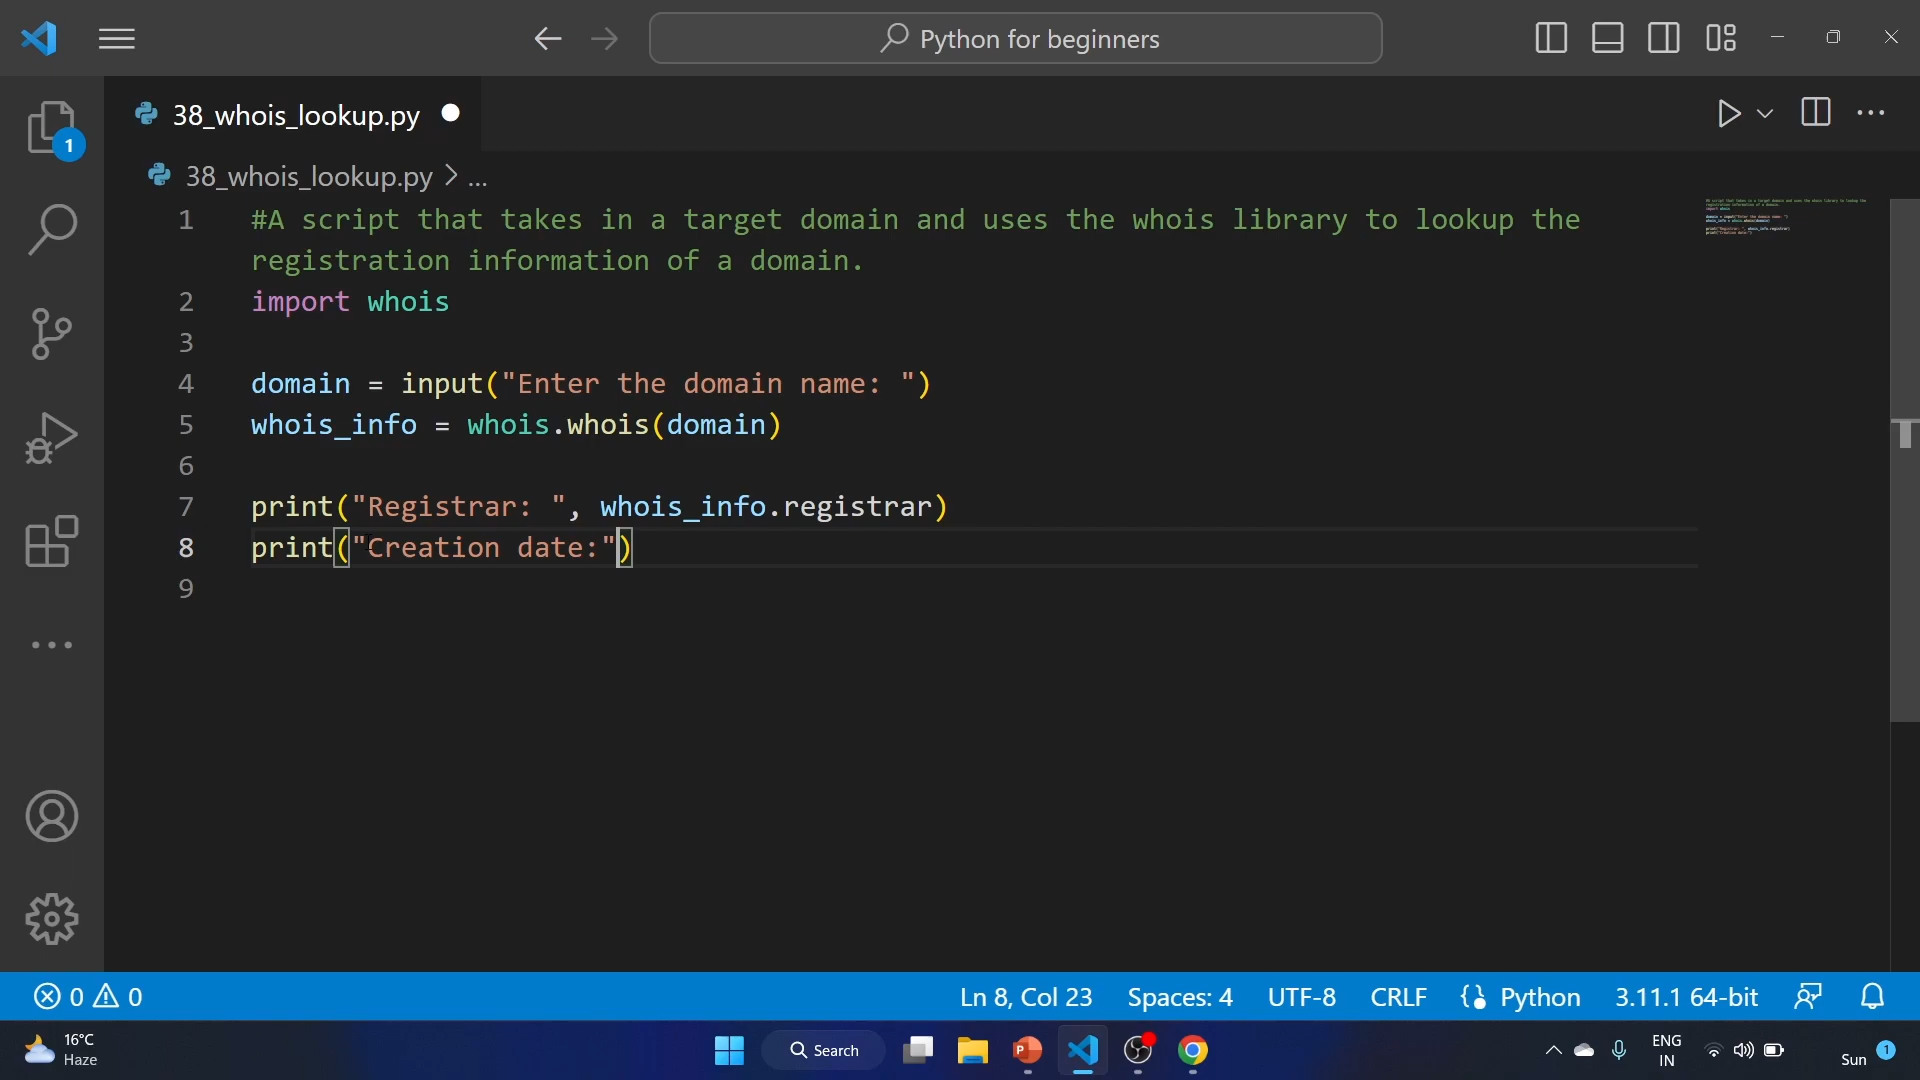 Python for beginners
38_whois_lookup.py
1
38_whois_lookup.py > ...
1 #A script that takes in a target domain and uses the whois library to lookup the
registration information of a domain.
2 import whois
3
4 domain = input("Enter the domain name: ")
5 whois_info = whois.whois(domain)
6
7 print("Registrar: ", whois_info.registrar)
8 print("Creation date:")
9
0 0 Ln 8, Col 23 Spaces: 4 UTF-8 CRLF Python 3.11.1 64-bit
16°C
Haze
Search
P
ENG
IN
Sun
1